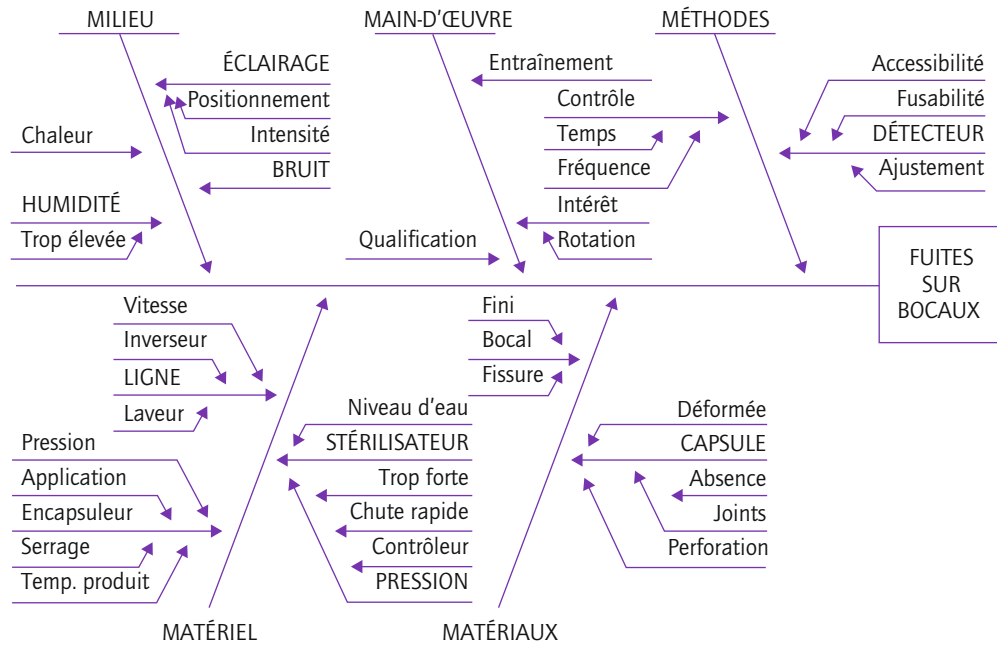 MILIEU
MAIN-D'ŒUVRE
MÉTHODES
ÉCLAIRAGE
Positionnement
Intensité
BRUIT
Chaleur
HUMIDITÉ
Trop élevée
Entraînement
Contrôle
Temps
Fréquence
Intérêt
Rotation
Qualification
Accessibilité
Fusabilité
DÉTECTEUR
Ajustement
FUITES
SUR
BOCAUX
Vitesse
Inverseur
LIGNE
Laveur
Pression
Application
Encapsuleur
Serrage
Temp. produit
Niveau d'eau
STÉRILISATEUR
Trop forte
Chute rapide
Contrôleur
PRESSION
Fini
Bocal
Fissure
Déformée
CAPSULE
Absence
Joints
Perforation
MATÉRIEL
MATÉRIAUX